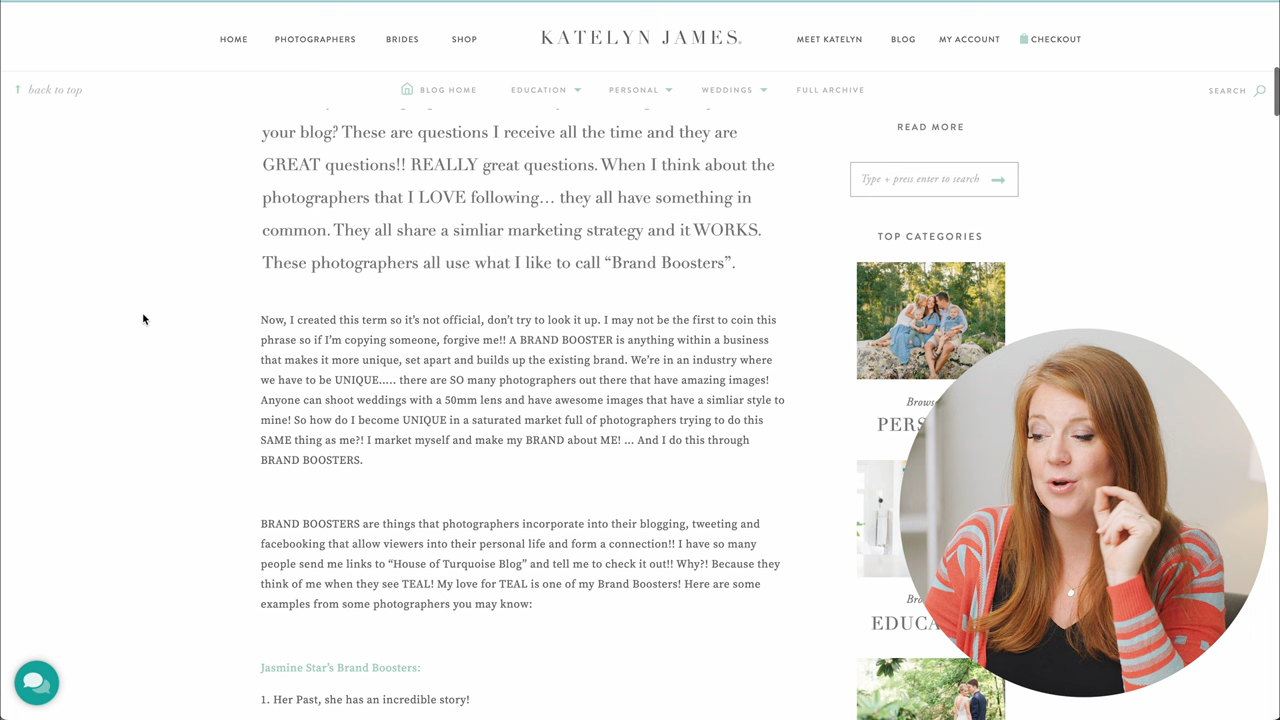 HOME PHOTOGRAPHERS BRIDES SHOP KATELYN JAMES. MEET KATELYN BLOG MY ACCOUNT CHECKOUT
back to top BLOG HOME EDUCATION PERSONAL WEDDINGS FULL ARCHIVE SEARCH
your blog? These are questions I receive all the time and they are
GREAT questions!! REALLY great questions. When I think about the
photographers that I LOVE following… they all have something in
common. They all share a simliar marketing strategy and it WORKS.
These photographers all use what I like to call “Brand Boosters”.
Now, I created this term so it’s not official, don’t try to look it up. I may not be the first to coin this
phrase so if I’m copying someone, forgive me!! A BRAND BOOSTER is anything within a business
that makes it more unique, set apart and builds up the existing brand. We’re in an industry where
we have to be UNIQUE….. there are SO many photographers out there that have amazing images!
Anyone can shoot weddings with a 50mm lens and have awesome images that have a simliar style to
mine! So how do I become UNIQUE in a saturated market full of photographers trying to do this
SAME thing as me?! I market myself and make my BRAND about ME! … And I do this through
BRAND BOOSTERS.
BRAND BOOSTERS are things that photographers incorporate into their blogging, tweeting and
facebooking that allow viewers into their personal life and form a connection!! I have so many
people send me links to “House of Turquoise Blog” and tell me to check it out!! Why?! Because they
think of me when they see TEAL! My love for TEAL is one of my Brand Boosters! Here are some
examples from some photographers you may know:
Jasmine Star’s Brand Boosters:
1. Her Past, she has an incredible story!
READ MORE
Type + press enter to search
TOP CATEGORIES